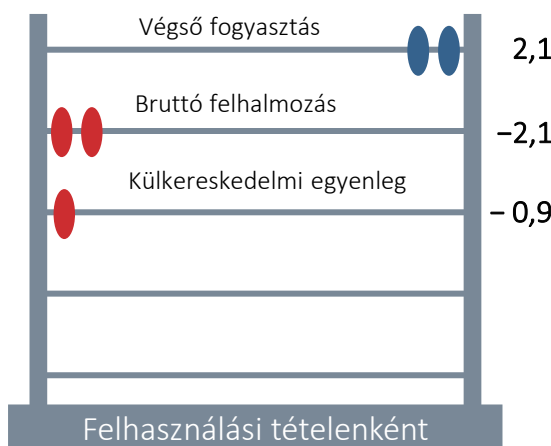 Végső fogyasztás
2,1
Bruttó felhalmozás
–2,1
Külkereskedelmi egyenleg
– 0,9
Felhasználási tételenként